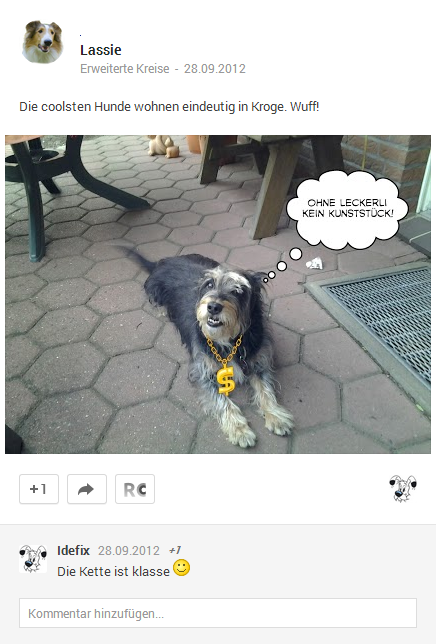 Lassie
Erweiterte Kreise - 28.09.2012
Die coolsten Hunde wohnen eindeutig in Kroge. Wuff!
OHNE LECKERLI
KEIN KUNSTSTÜCK!
$
+1
RC
Idefix 28.09.2012 +1
Die Kette ist klasse
Kommentar hinzufügen...